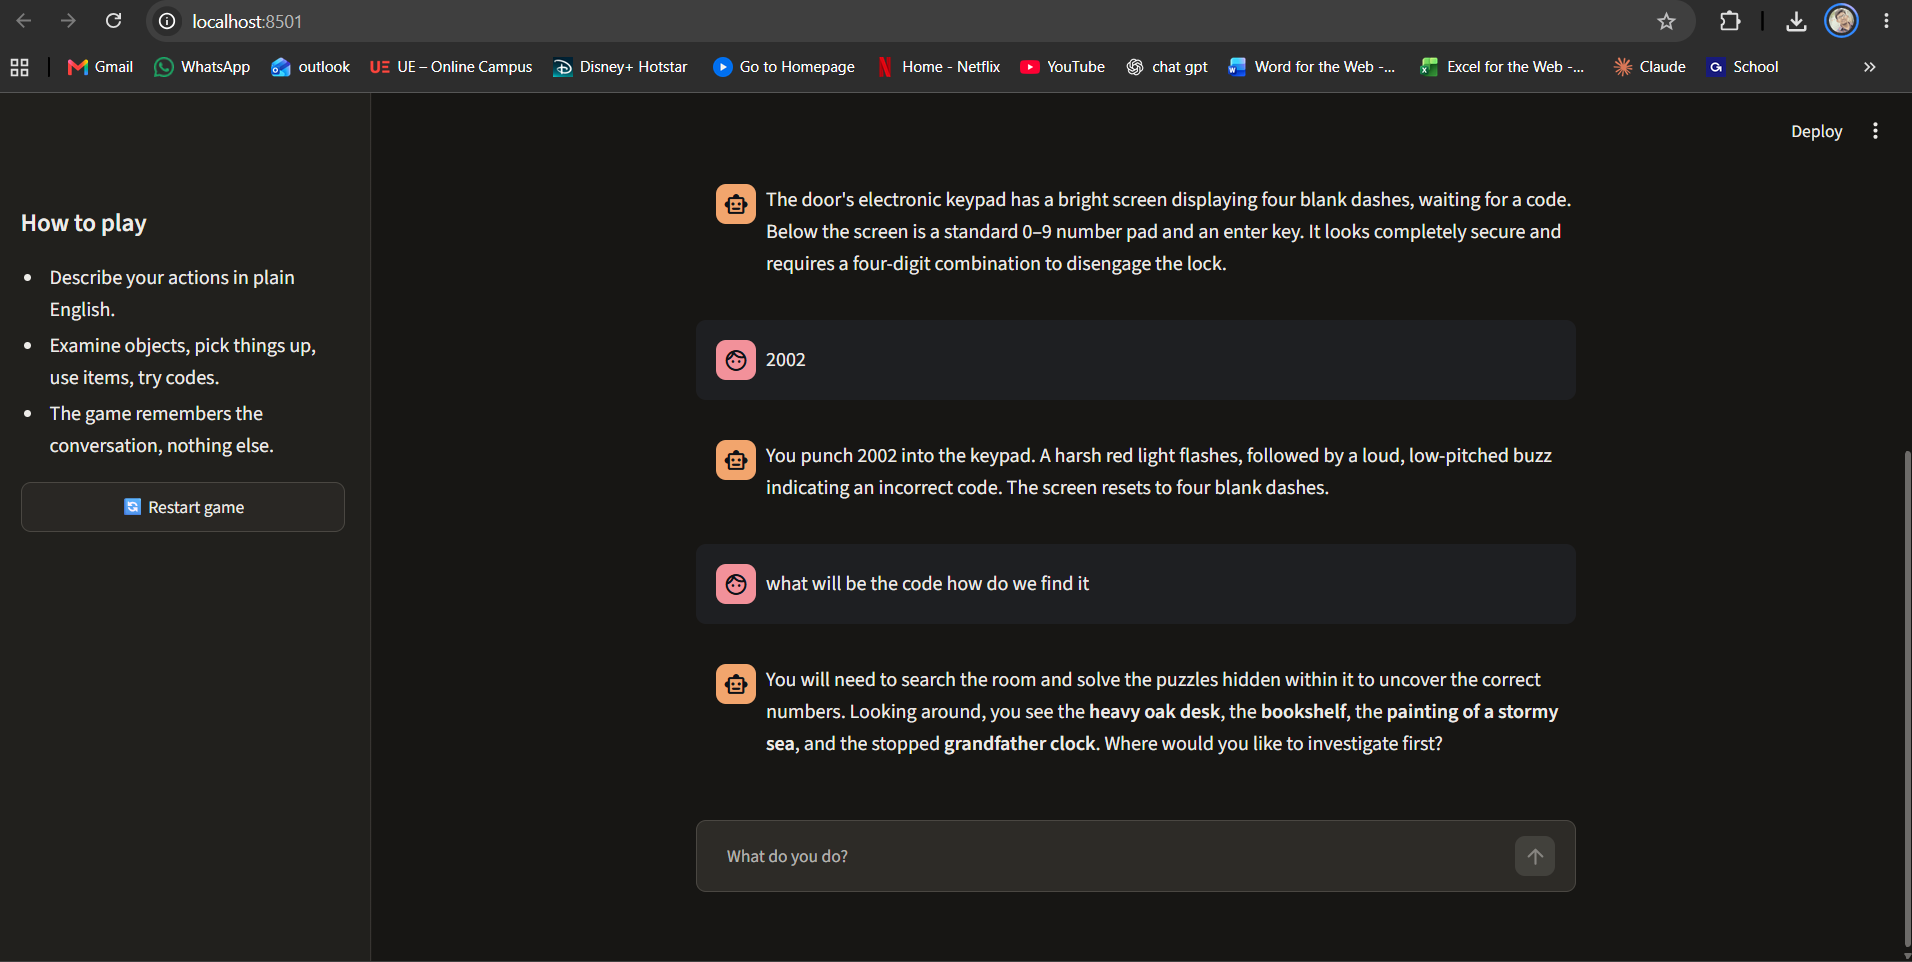 localhost:8501
Gmail
WhatsApp
outlook
UE UE – Online Campus
Disney+ Hotstar
Go to Homepage
Home - Netflix
YouTube
chat gpt
Word for the Web -...
Excel for the Web -...
Claude
G School
Deploy
How to play
Describe your actions in plain
English.
Examine objects, pick things up,
use items, try codes.
The game remembers the
conversation, nothing else.
Restart game
The door's electronic keypad has a bright screen displaying four blank dashes, waiting for a code.
Below the screen is a standard 0–9 number pad and an enter key. It looks completely secure and
requires a four-digit combination to disengage the lock.
2002
You punch 2002 into the keypad. A harsh red light flashes, followed by a loud, low-pitched buzz
indicating an incorrect code. The screen resets to four blank dashes.
what will be the code how do we find it
You will need to search the room and solve the puzzles hidden within it to uncover the correct
numbers. Looking around, you see the heavy oak desk, the bookshelf, the painting of a stormy
sea, and the stopped grandfather clock. Where would you like to investigate first?
What do you do?